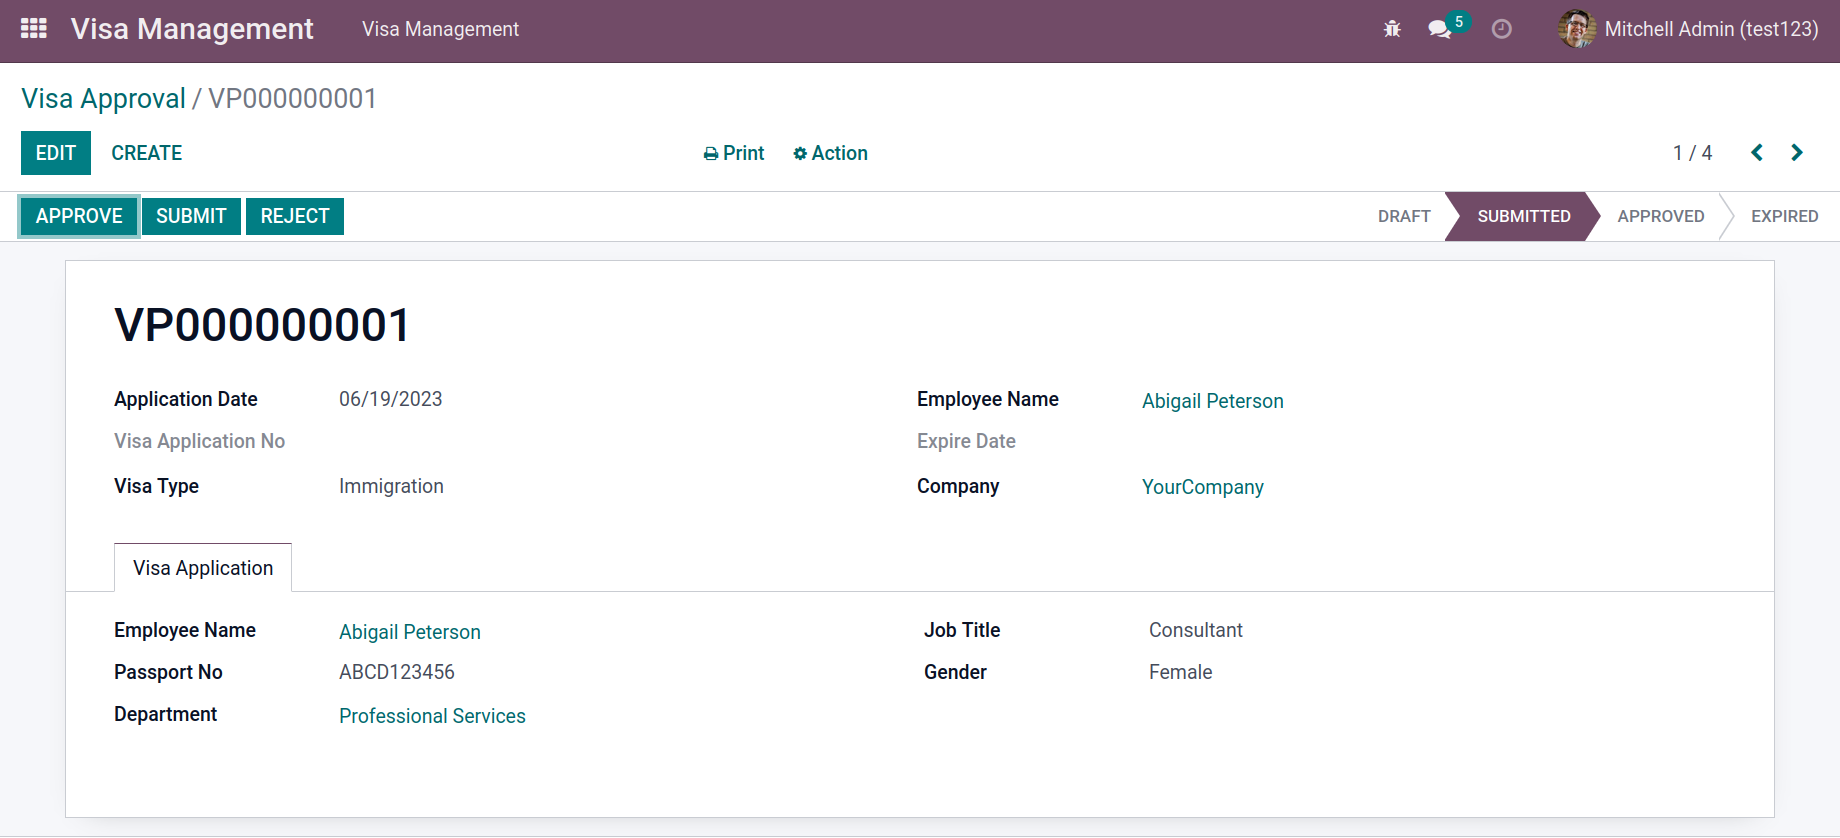 Visa Management Visa Management 5 Mitchell Admin (test123)
Visa Approval / VP000000001
EDIT CREATE Print Action 1 / 4
APPROVE SUBMIT REJECT DRAFT SUBMITTED APPROVED EXPIRED
VP000000001
Application Date 06/19/2023 Employee Name Abigail Peterson
Visa Application No Expire Date
Visa Type Immigration Company YourCompany
Visa Application
Employee Name Abigail Peterson Job Title Consultant
Passport No ABCD123456 Gender Female
Department Professional Services